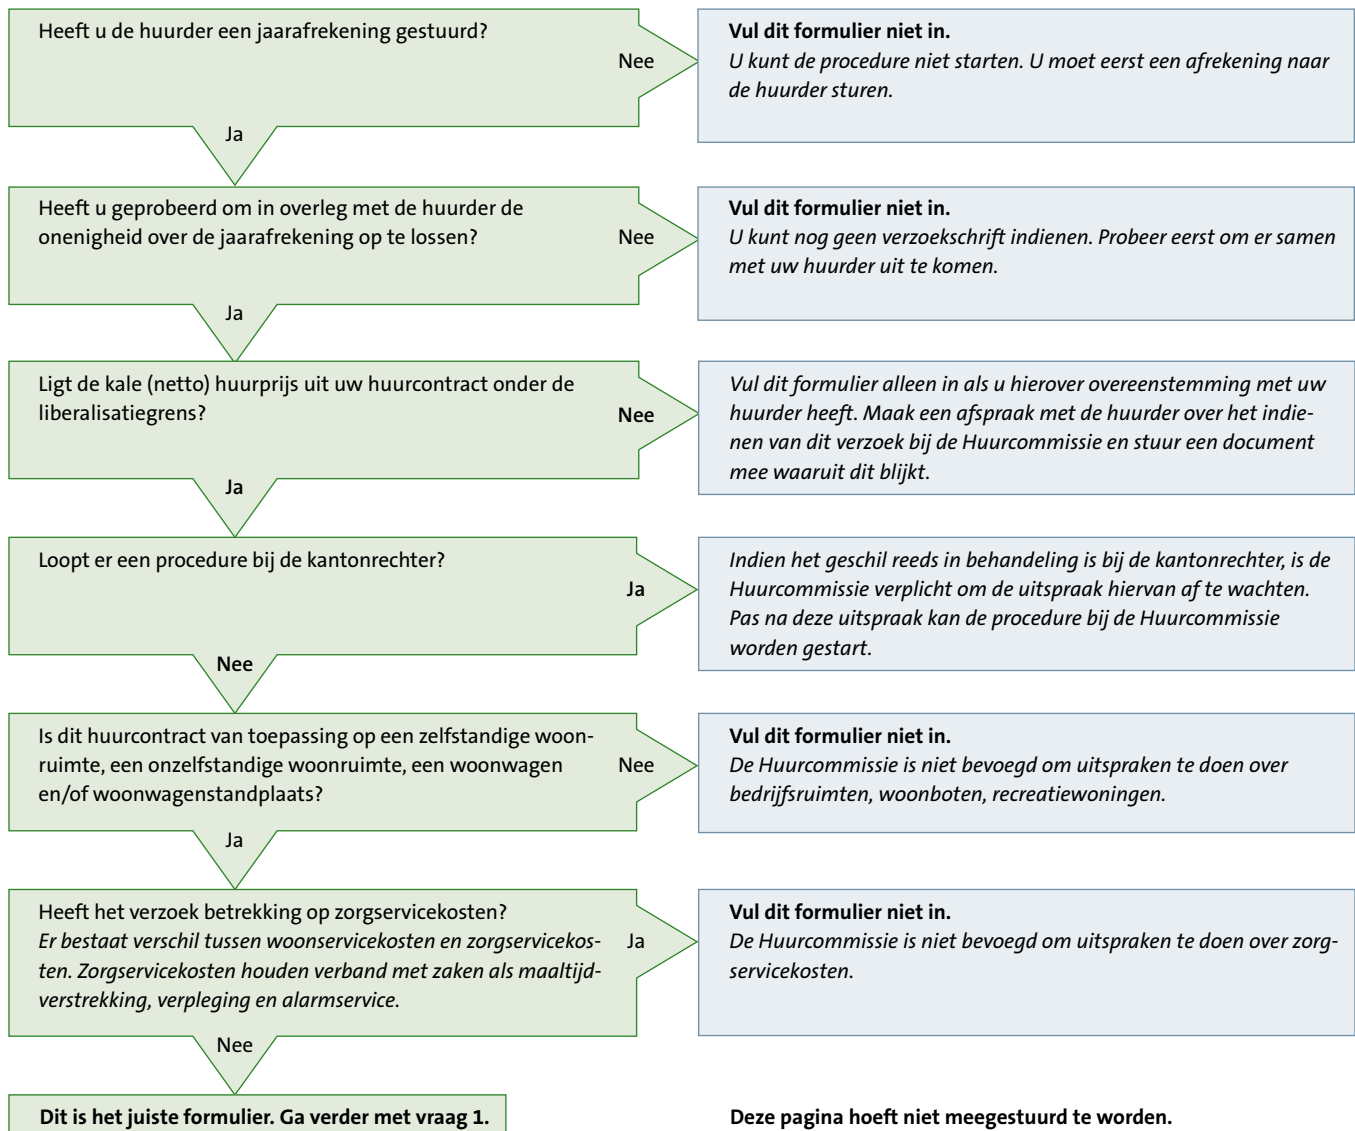 Heeft u de huurder een jaarafrekening gestuurd?
Nee
Ja
Vul dit formulier niet in.
U kunt de procedure niet starten. U moet eerst een afrekening naar
de huurder sturen.
Heeft u geprobeerd om in overleg met de huurder de
onenigheid over de jaarafrekening op te lossen?
Nee
Ja
Vul dit formulier niet in.
U kunt nog geen verzoekschrift indienen. Probeer eerst om er samen
met uw huurder uit te komen.
Ligt de kale (netto) huurprijs uit uw huurcontract onder de
liberalisatiegrens?
Nee
Ja
Vul dit formulier alleen in als u hierover overeenstemming met uw
huurder heeft. Maak een afspraak met de huurder over het indie-
nen van dit verzoek bij de Huurcommissie en stuur een document
mee waaruit dit blijkt.
Loopt er een procedure bij de kantonrechter?
Ja
Nee
Indien het geschil reeds in behandeling is bij de kantonrechter, is de
Huurcommissie verplicht om de uitspraak hiervan af te wachten.
Pas na deze uitspraak kan de procedure bij de Huurcommissie
worden gestart.
Is dit huurcontract van toepassing op een zelfstandige woon-
ruimte, een onzelfstandige woonruimte, een woonwagen
en/of woonwagenstandplaats?
Nee
Ja
Vul dit formulier niet in.
De Huurcommissie is niet bevoegd om uitspraken te doen over
bedrijfsruimten, woonboten, recreatiewoningen.
Heeft het verzoek betrekking op zorgservicekosten?
Er bestaat verschil tussen woonservicekosten en zorgservicekos-
ten. Zorgservicekosten houden verband met zaken als maaltijd-
verstrekking, verpleging en alarmservice.
Ja
Nee
Vul dit formulier niet in.
De Huurcommissie is niet bevoegd om uitspraken te doen over zorg-
servicekosten.
Dit is het juiste formulier. Ga verder met vraag 1.
Deze pagina hoeft niet meegestuurd te worden.